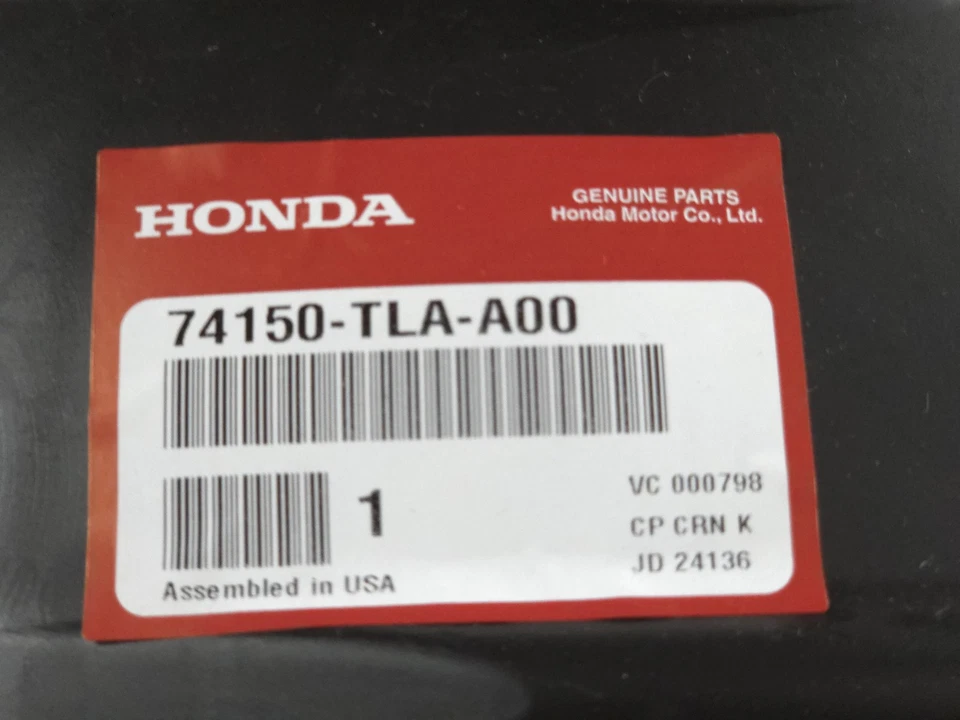 HONDA
GENUINE PARTS
Honda Motor Co., Ltd.
74150-TLA-A00
1
VC 000798
CP CRN K
JD 24136
Assembled in USA